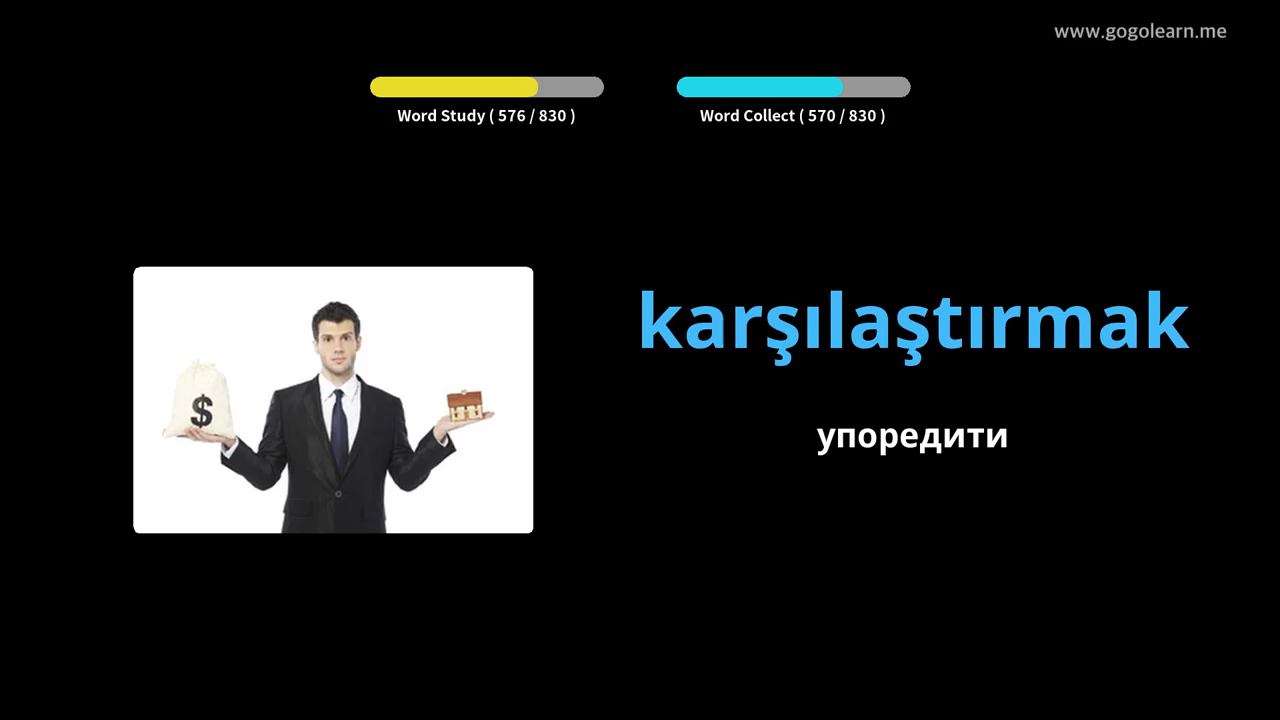 www.gogolearn.me
Word Study ( 576 / 830 )
Word Collect ( 570 / 830 )
$
karşılaştırmak
упоредити